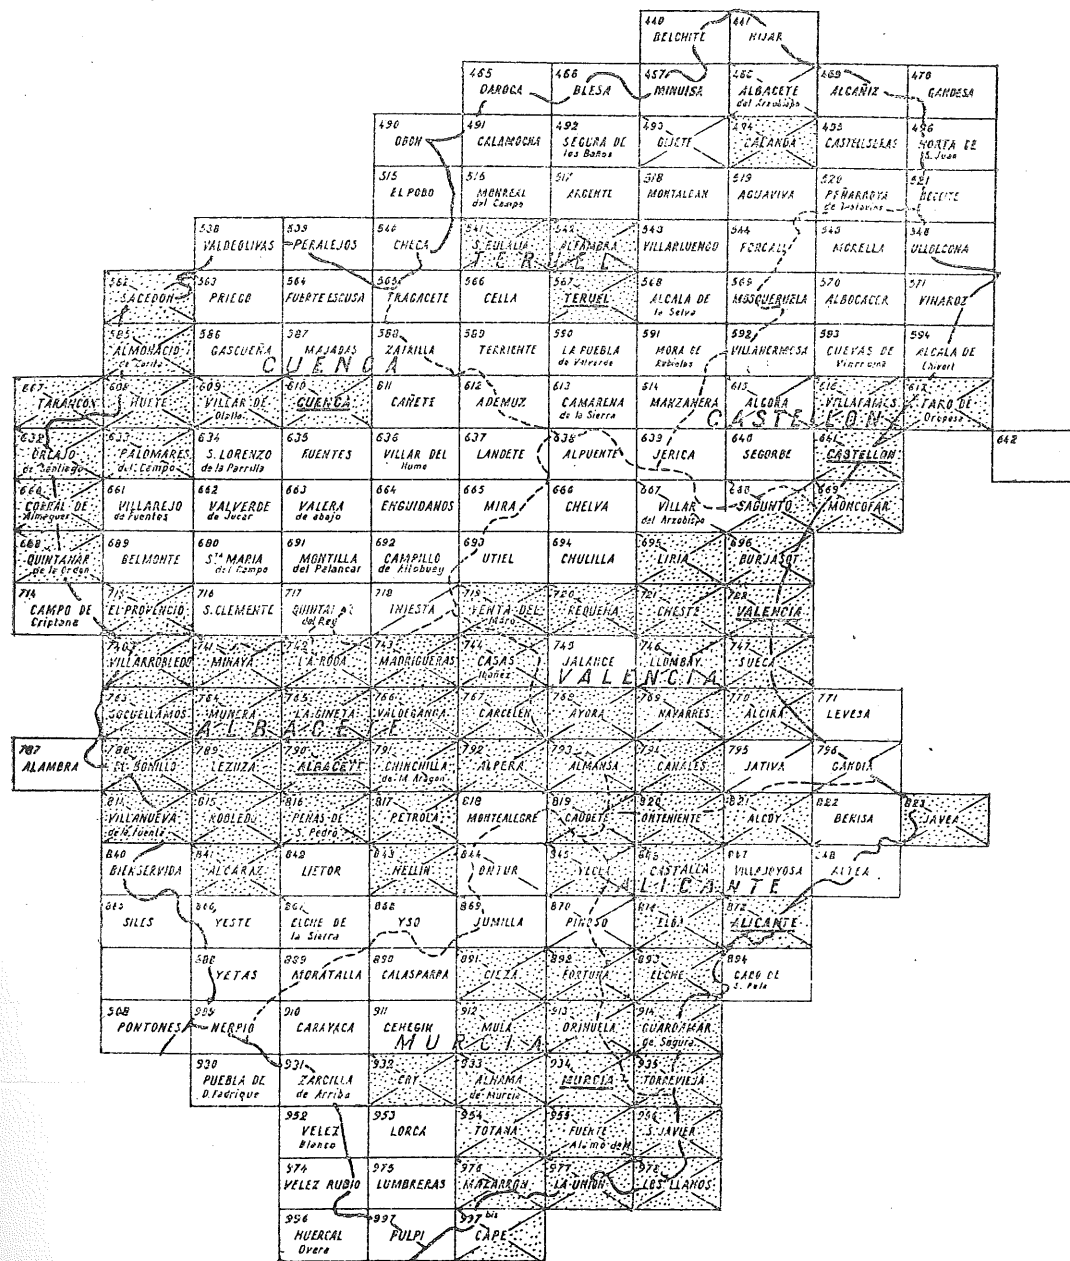 440 441
BELCHITE HIJAR
465 466 457 468 469 470
DAROCA BLESA MINUISA ALBACETE ALCAÑIZ GANDESA
del Arzobispo
490 491 492 493 494 495 496
OBON CALAMOCHA SEGURA DE OJETE CALANDA CASTELSERAS HORTA DE
los Baños S. Juan
515 516 517 518 519 520 521
EL POBO MONREAL ARGENTE MONTALBAN AGUAVIVA PEÑARROYA BECEITE
del Campo de Tastavins
538 539 540 541 542 543 544 545 546
VALDEOLIVAS PERALEJOS CHECA S. EULALIA ALFAMBRA VILLARLUENGO FORCALL MORELLA ULLDECONA
TERUEL
562 563 564 565 566 567 568 569 570 571
SACEDON PRIEGO FUERTESCUSA TRAGACETE CELLA TERUEL ALCALA DE MOSQUERUELA ALBOCACER VINAROZ
la Selva
585 586 587 588 589 590 591 592 593 594
ALMONACID GASCUEÑA MAJADAS ZAFRILLA TERRIENTE LA PUEBLA MORA DE VILLAHERMOSA CUEVAS DE ALCALA DE
de Zorita de Valverde Rubielos Vinroma Chivert
CUENCA
607 608 609 610 611 612 613 614 615 616 617
TARANCON HUETE VILLAR DE CUENCA CAÑETE ADEMUZ CAMARENA MANZANERA ALCORA VILLAFAMES FARO DE
Olalla de la Sierra Oropesa
CASTELLON
632 633 634 635 636 637 638 639 640 641 642
ORCAJO PALOMARES S. LORENZO FUENTES VILLAR DEL LANDETE ALPUENTE JERICA SEGORBE CASTELLON
de Santiago del Campo de la Parrilla Humo
660 661 662 663 664 665 666 667 668 669
CORRAL DE VILLAREJO VALVERDE VALERA ENGUIDANOS MIRA CHELVA VILLAR SAGUNTO MONCOFAR
Almaguer de Fuentes de Jucar de abajo del Arzobispo
688 689 690 691 692 693 694 695 696
QUINTANAR BELMONTE Sta MARIA MONTILLA CAMPILLO UTIEL CHULILLA LIRIA BURJASOT
de la Orden del Campo del Palancar de Altobuey
714 715 716 717 718 719 720 721 722
CAMPO DE EL PROVENCIO S. CLEMENTE QUINTANAR INIESTA VENTA DEL REQUENA CHESTE VALENCIA
Criptana del Rey Moro
740 741 742 743 744 745 746 747
VILLARROBLEDO MINAYA LA RODA MADRIGUERAS CASAS JALANCE LLOMBAY SUECA
Ibañez
VALENCIA
763 764 765 766 767 768 769 770 771
SOCUELLAMOS MUNERA LA GINETA VALDEGANGA CARCELEN AYORA NAVARRES ALCIRA LEVESA
ALBACETE
787 788 789 790 791 792 793 794 795 796
ALAMBRA EL BONILLO LEZUZA ALBACETE CHINCHILLA ALPERA ALMANSA CANALES JATIVA GANDIA
de M. Aragon
814 815 816 817 818 819 820 821 822 823
VILLANUEVA ROBLEDO PEÑAS DE PETROLA MONTEALEGRE CAUDETE ONTENIENTE ALCOY BENISA JAVEA
de la Fuente S. Pedro
840 841 842 843 844 845 846 847 848
BIENSERVIDA ALCARAZ LIETOR HELLIN ONTUR YECLA CASTALLA VILLAJOYOSA ALTEA
ALICANTE
865 866 867 868 869 870 871 872
SILES YESTE ELCHE DE YSO JUMILLA PINOSO ELDA ALICANTE
la Sierra
888 889 890 891 892 893 894
YETAS MORATALLA CALASPARPA CIEZA FORTUNA ELCHE CABO DE
S. Pola
908 909 910 911 912 913 914
PONTONES NERPIO CARAVACA CEHEGIN MULA ORIHUELA GUARDAMAR
de Segura
MURCIA
930 931 932 933 934 935
PUEBLA DE ZARCILLA COY ALHAMA MURCIA TORREVIEJA
D. Fadrique de Arriba de Murcia
952 953 954 955 956
VELEZ LORCA TOTANA FUENTE S. JAVIER
Blanco Alamo de M.
974 975 976 977 978
VELEZ RUBIO LUMBRERAS MAZARRON LA UNION LOS LLANOS
996 997 997 bis
HUERCAL PULPI CAPE
Overa